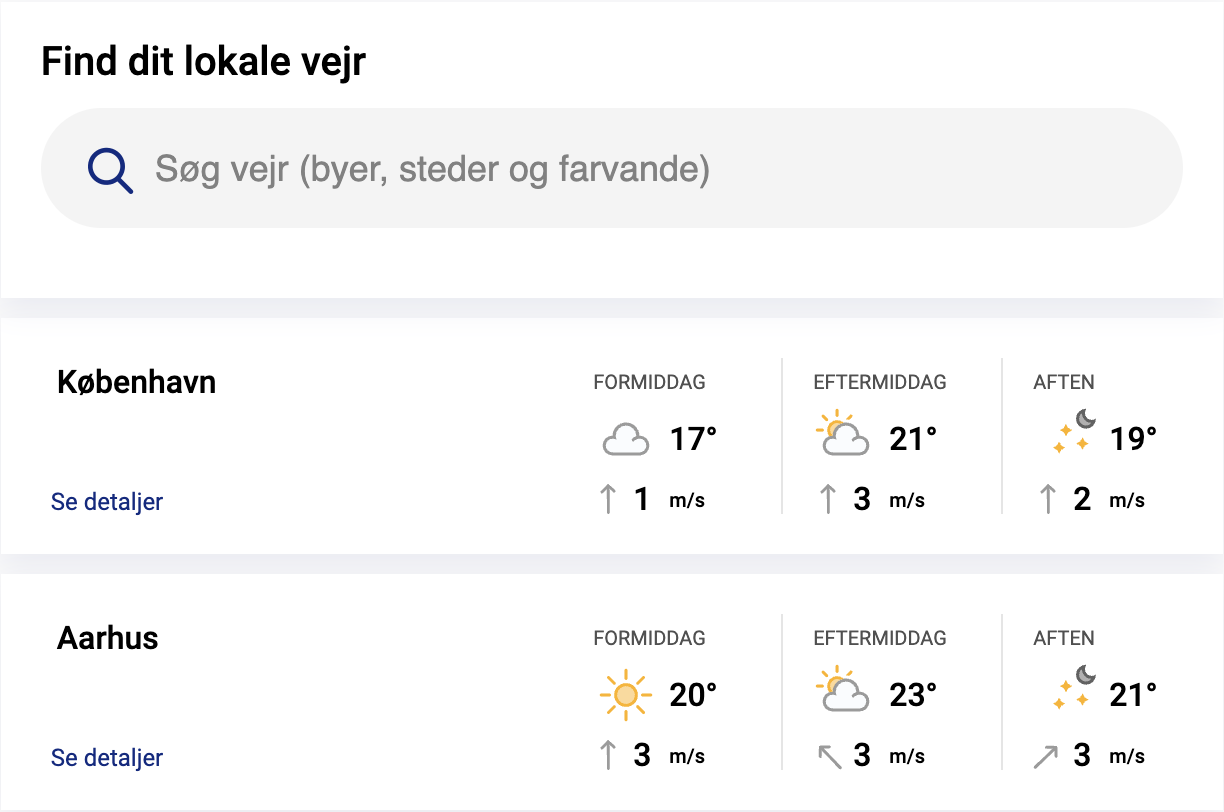 Find dit lokale vejr
Søg vejr (byer, steder og farvande)
København
FORMIDDAG
17°
1 m/s
EFTERMIDDAG
21°
3 m/s
AFTEN
19°
2 m/s
Se detaljer
Aarhus
FORMIDDAG
20°
3 m/s
EFTERMIDDAG
23°
3 m/s
AFTEN
21°
3 m/s
Se detaljer